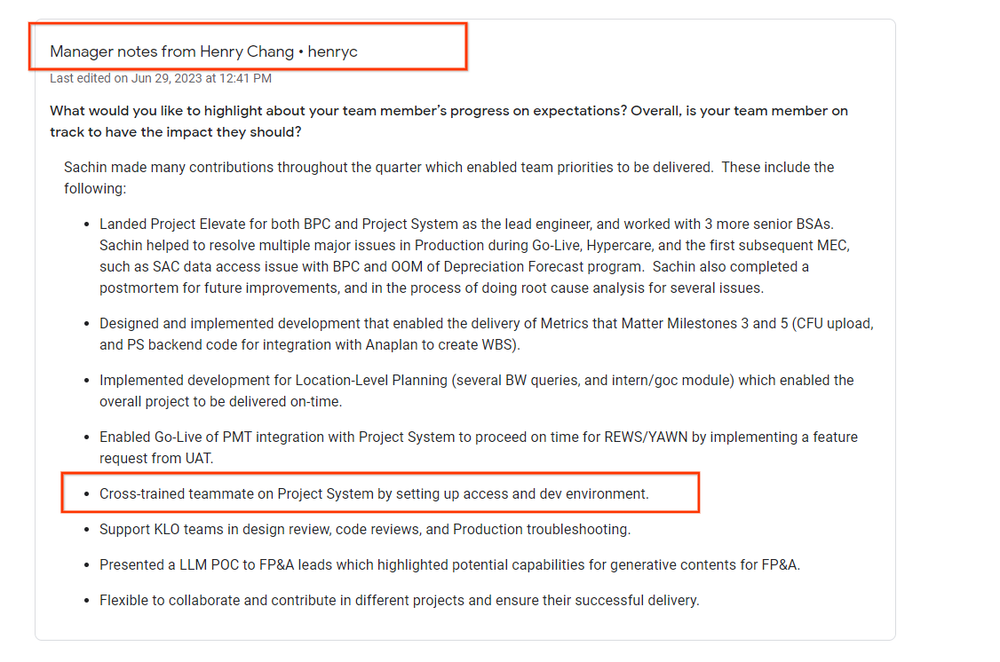 Manager notes from Henry Chang • henryc
Last edited on Jun 29, 2023 at 12:41 PM
What would you like to highlight about your team member’s progress on expectations? Overall, is your team member on
track to have the impact they should?
Sachin made many contributions throughout the quarter which enabled team priorities to be delivered.  These include the
following:
• Landed Project Elevate for both BPC and Project System as the lead engineer, and worked with 3 more senior BSAs.
Sachin helped to resolve multiple major issues in Production during Go-Live, Hypercare, and the first subsequent MEC,
such as SAC data access issue with BPC and OOM of Depreciation Forecast program.  Sachin also completed a
postmortem for future improvements, and in the process of doing root cause analysis for several issues.
• Designed and implemented development that enabled the delivery of Metrics that Matter Milestones 3 and 5 (CFU upload,
and PS backend code for integration with Anaplan to create WBS).
• Implemented development for Location-Level Planning (several BW queries, and intern/goc module) which enabled the
overall project to be delivered on-time.
• Enabled Go-Live of PMT integration with Project System to proceed on time for REWS/YAWN by implementing a feature
request from UAT.
• Cross-trained teammate on Project System by setting up access and dev environment.
• Support KLO teams in design review, code reviews, and Production troubleshooting.
• Presented a LLM POC to FP&A leads which highlighted potential capabilities for generative contents for FP&A.
• Flexible to collaborate and contribute in different projects and ensure their successful delivery.